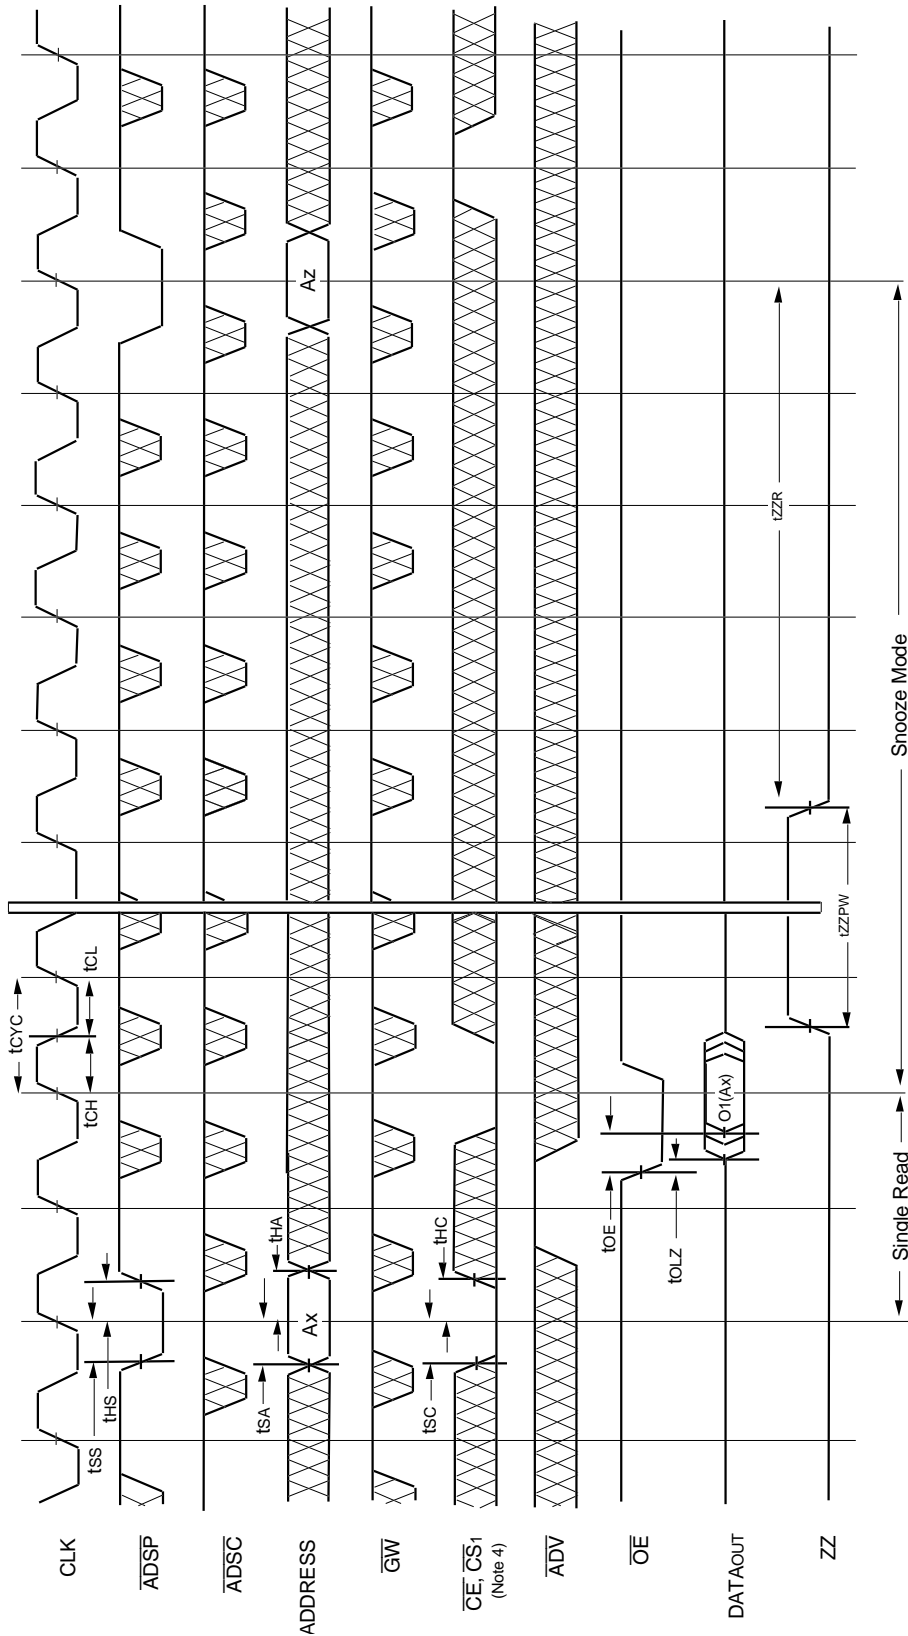 CLK
ADSP
ADSC
ADDRESS
GW
CE, CS1
(Note 4)
ADV
OE
DATAOUT
ZZ
tCYC
tCH
tCL
tSS
tHS
tSA
tHA
Ax
Az
tSC
tHC
tOE
tOLZ
O1(Ax)
tZZPW
tZZR
Single Read
Snooze Mode